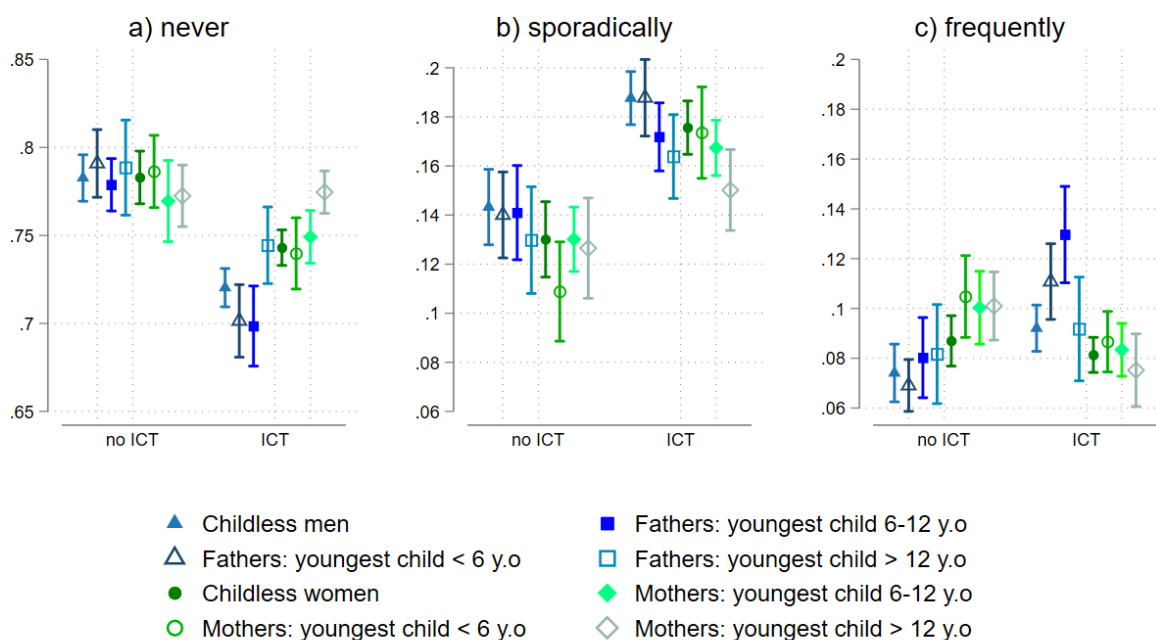 a) never
b) sporadically
c) frequently
.85
.8
.75
.7
.65
no ICT
ICT
.2
.18
.16
.14
.12
.1
.08
.06
no ICT
ICT
.2
.18
.16
.14
.12
.1
.08
.06
no ICT
ICT
Childless men
Fathers: youngest child 6-12 y.o
Fathers: youngest child < 6 y.o
Fathers: youngest child > 12 y.o
Childless women
Mothers: youngest child 6-12 y.o
Mothers: youngest child < 6 y.o
Mothers: youngest child > 12 y.o